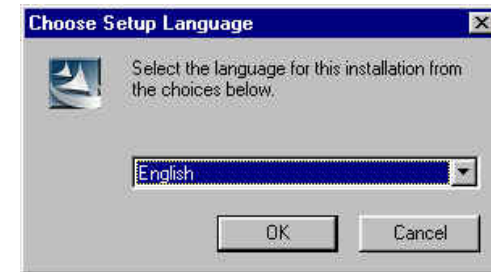 Choose Setup Language
Select the language for this installation from
the choices below.
English
OK
Cancel